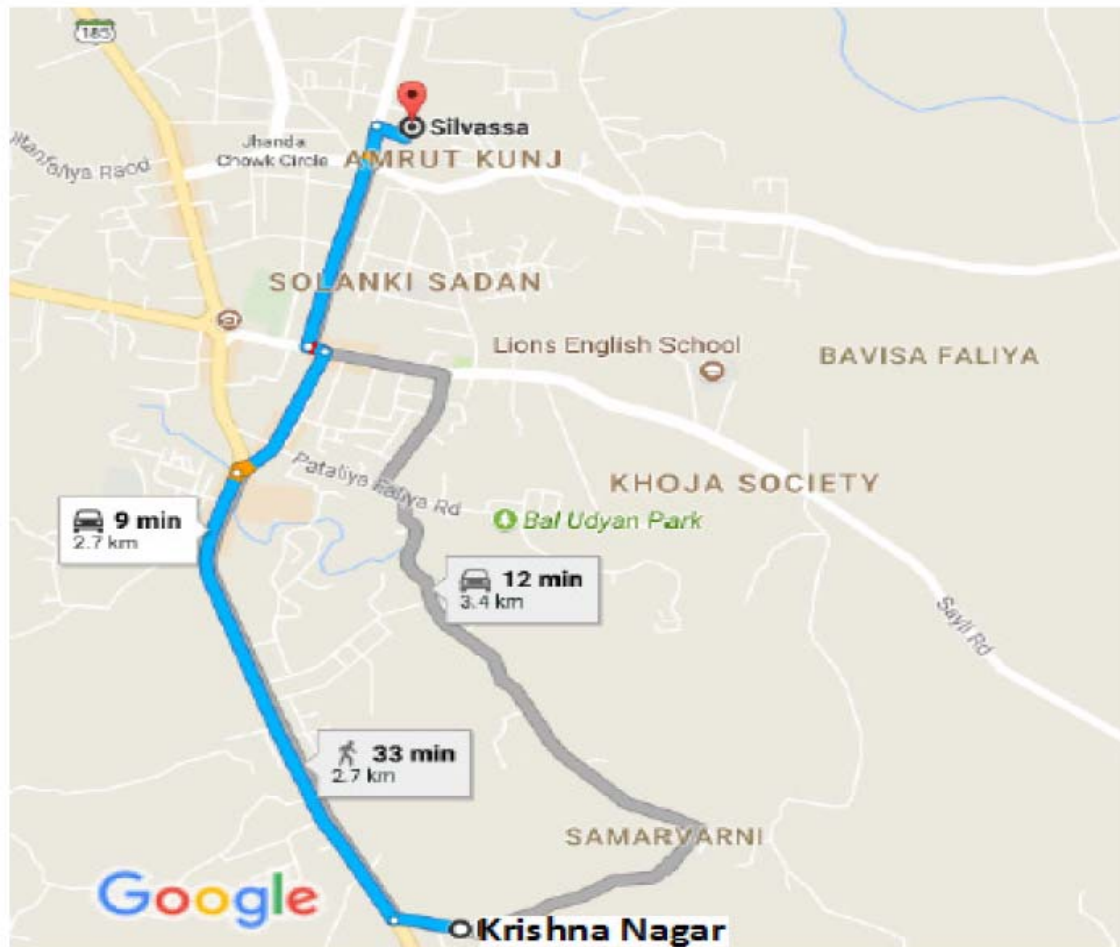 185
Silvassa
Jhanda
Chowk Circle
AMRUT KUNJ
SOLANKI SADAN
Lions English School
BAVISA FALIYA
Pataliya Faliya Rd
KHOJA SOCIETY
9 min
2.7 km
Bal Udyan Park
12 min
3.4 km
Sayli Rd
33 min
2.7 km
SAMARVARNI
Google
Krishna Nagar